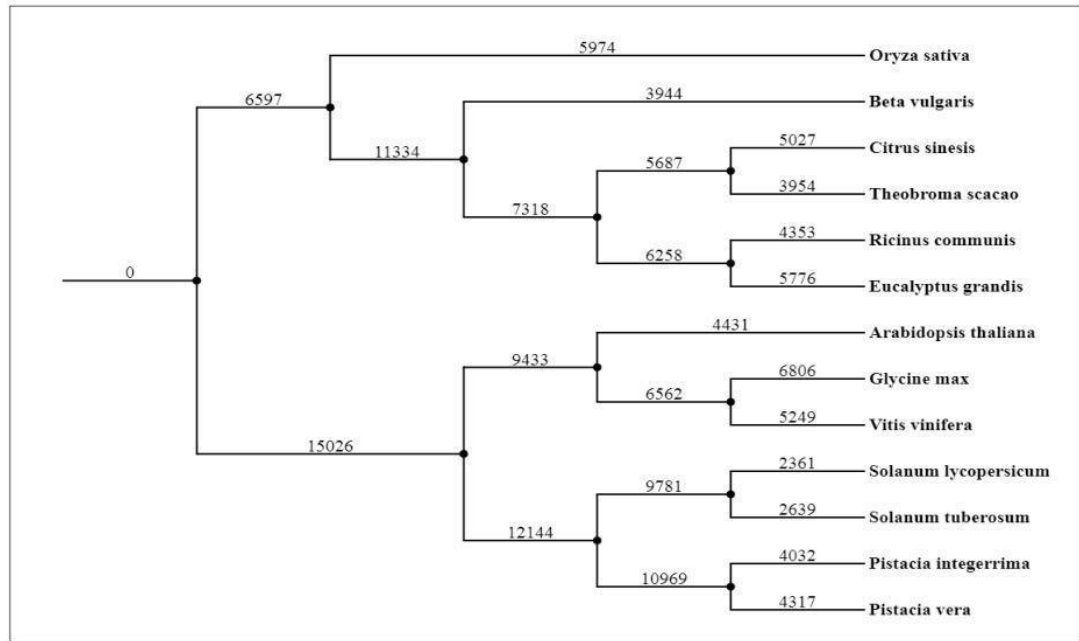 5974
Oryza sativa
6597
3944
Beta vulgaris
11334
5027
Citrus sinesis
5687
3954
Theobroma scacao
7318
4353
Ricinus communis
6258
5776
Eucalyptus grandis
0
4431
Arabidopsis thaliana
9433
6806
Glycine max
6562
5249
Vitis vinifera
15026
2361
Solanum lycopersicum
9781
2639
Solanum tuberosum
12144
4032
Pistacia integerrima
10969
4317
Pistacia vera